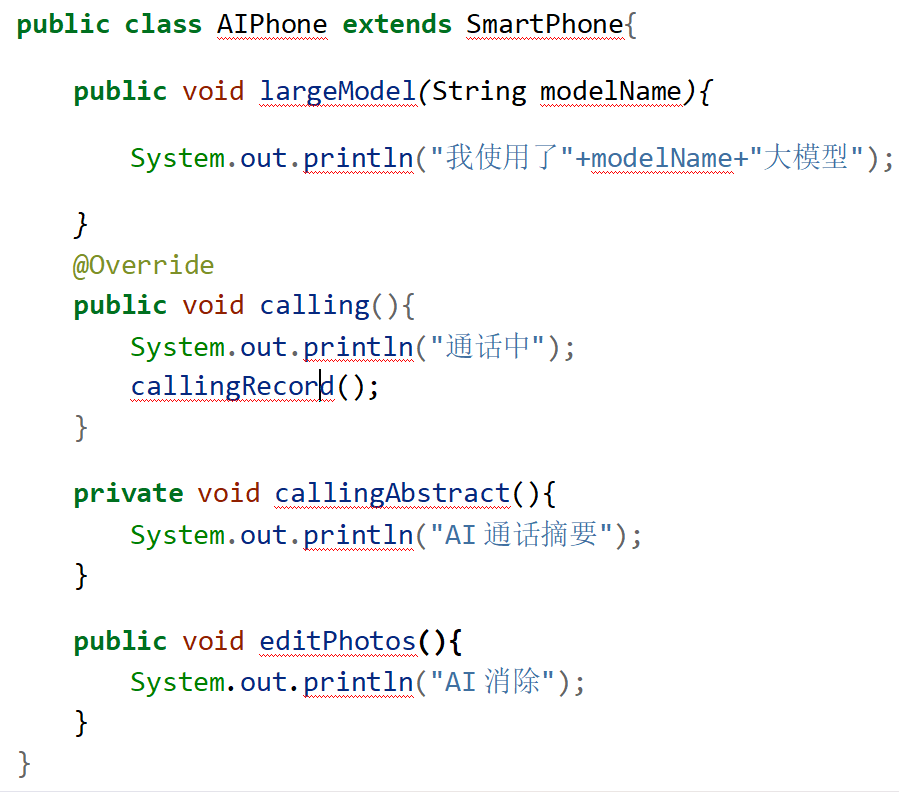 public class AIPhone extends SmartPhone{
public void largeModel(String modelName){
System.out.println("我使用了"+modelName+"大模型");
}
@Override
public void calling(){
System.out.println("通话中");
callingRecord();
}
private void callingAbstract(){
System.out.println("AI 通话摘要");
}
public void editPhotos(){
System.out.println("AI 消除");
}
}